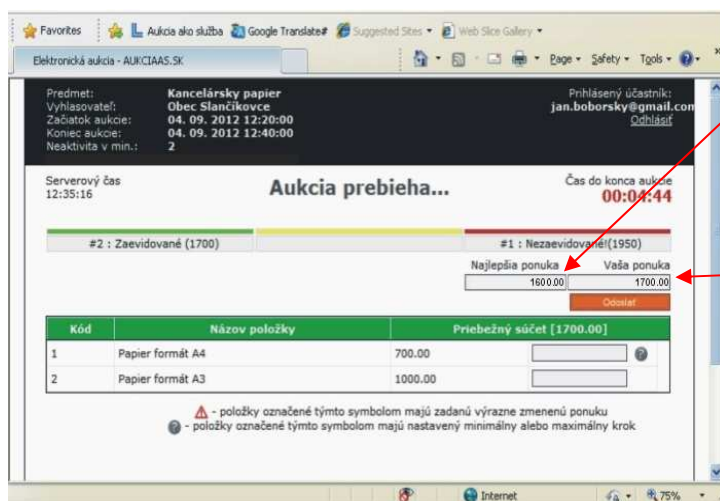 Favorites Aukcia ako služba Google Translate# Suggested Sites Web Slice Gallery
Elektronická aukcia - AUKCIAAS.SK Page Safety Tools
Predmet: Kancelársky papier
Vyhlasovateľ: Obec Slančíkovce
Začiatok aukcie: 04. 09. 2012 12:20:00
Koniec aukcie: 04. 09. 2012 12:40:00
Neaktivita v min.: 2
Prihlásený účastník:
jan.boborsky@gmail.com
Odhlásiť
Serverový čas
12:35:16
Aukcia prebieha...
Čas do konca aukcie
00:04:44
#2 : Zaevidované (1700) #1 : Nezaevidované!(1950)
Najlepšia ponuka Vaša ponuka
1600.00 1700.00
Odoslať
Kód Názov položky Priebežný súčet [1700.00]
1 Papier formát A4 700.00
2 Papier formát A3 1000.00
- položky označené týmto symbolom majú zadanú výrazne zmenenú ponuku
- položky označené týmto symbolom majú nastavený minimálny alebo maximálny krok
Internet 75%